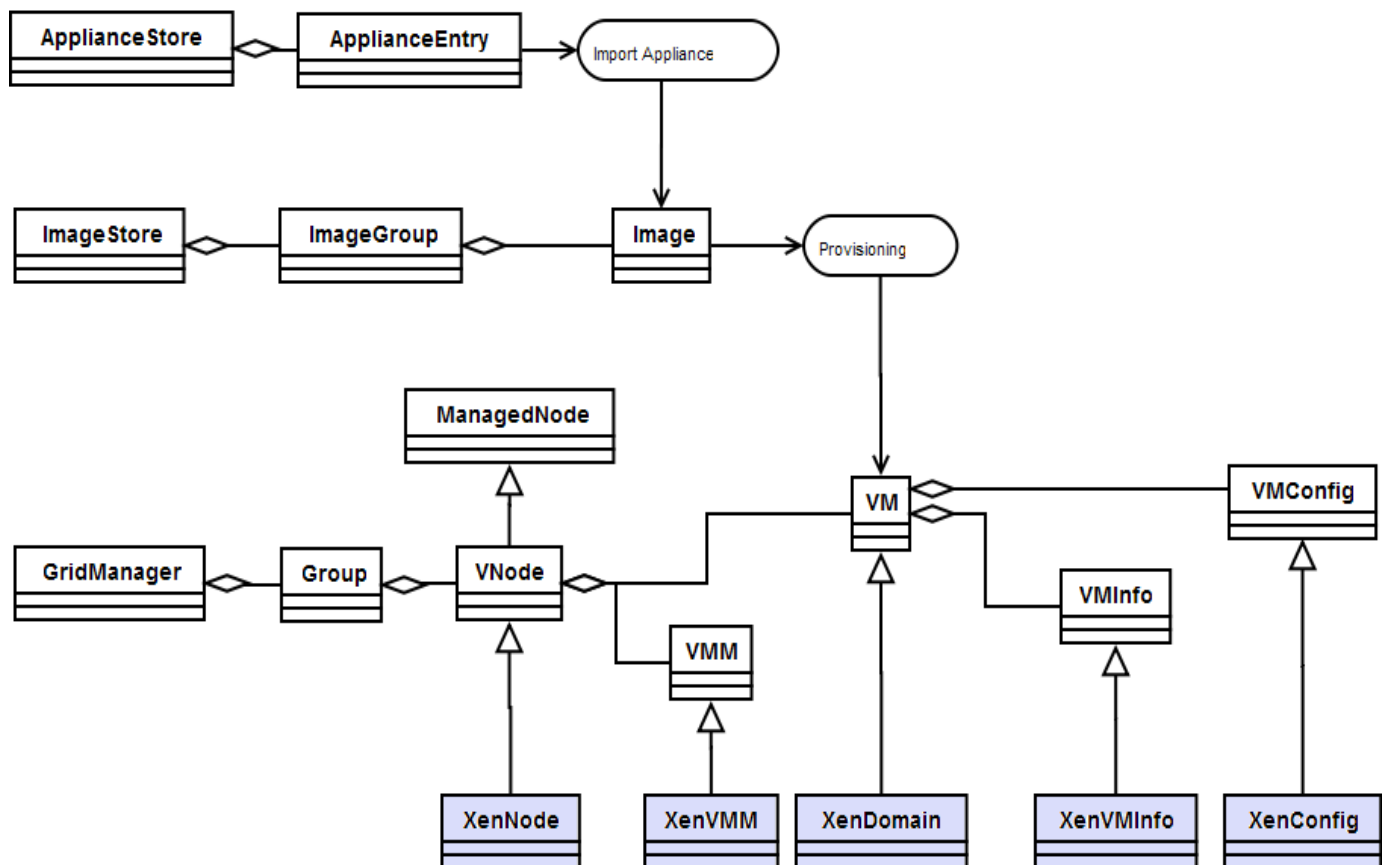 ApplianceStore
ApplianceEntry
Import Appliance
ImageStore
ImageGroup
Image
Provisioning
ManagedNode
VM
VMConfig
GridManager
Group
VNode
VMInfo
VMM
XenNode
XenVMM
XenDomain
XenVMInfo
XenConfig